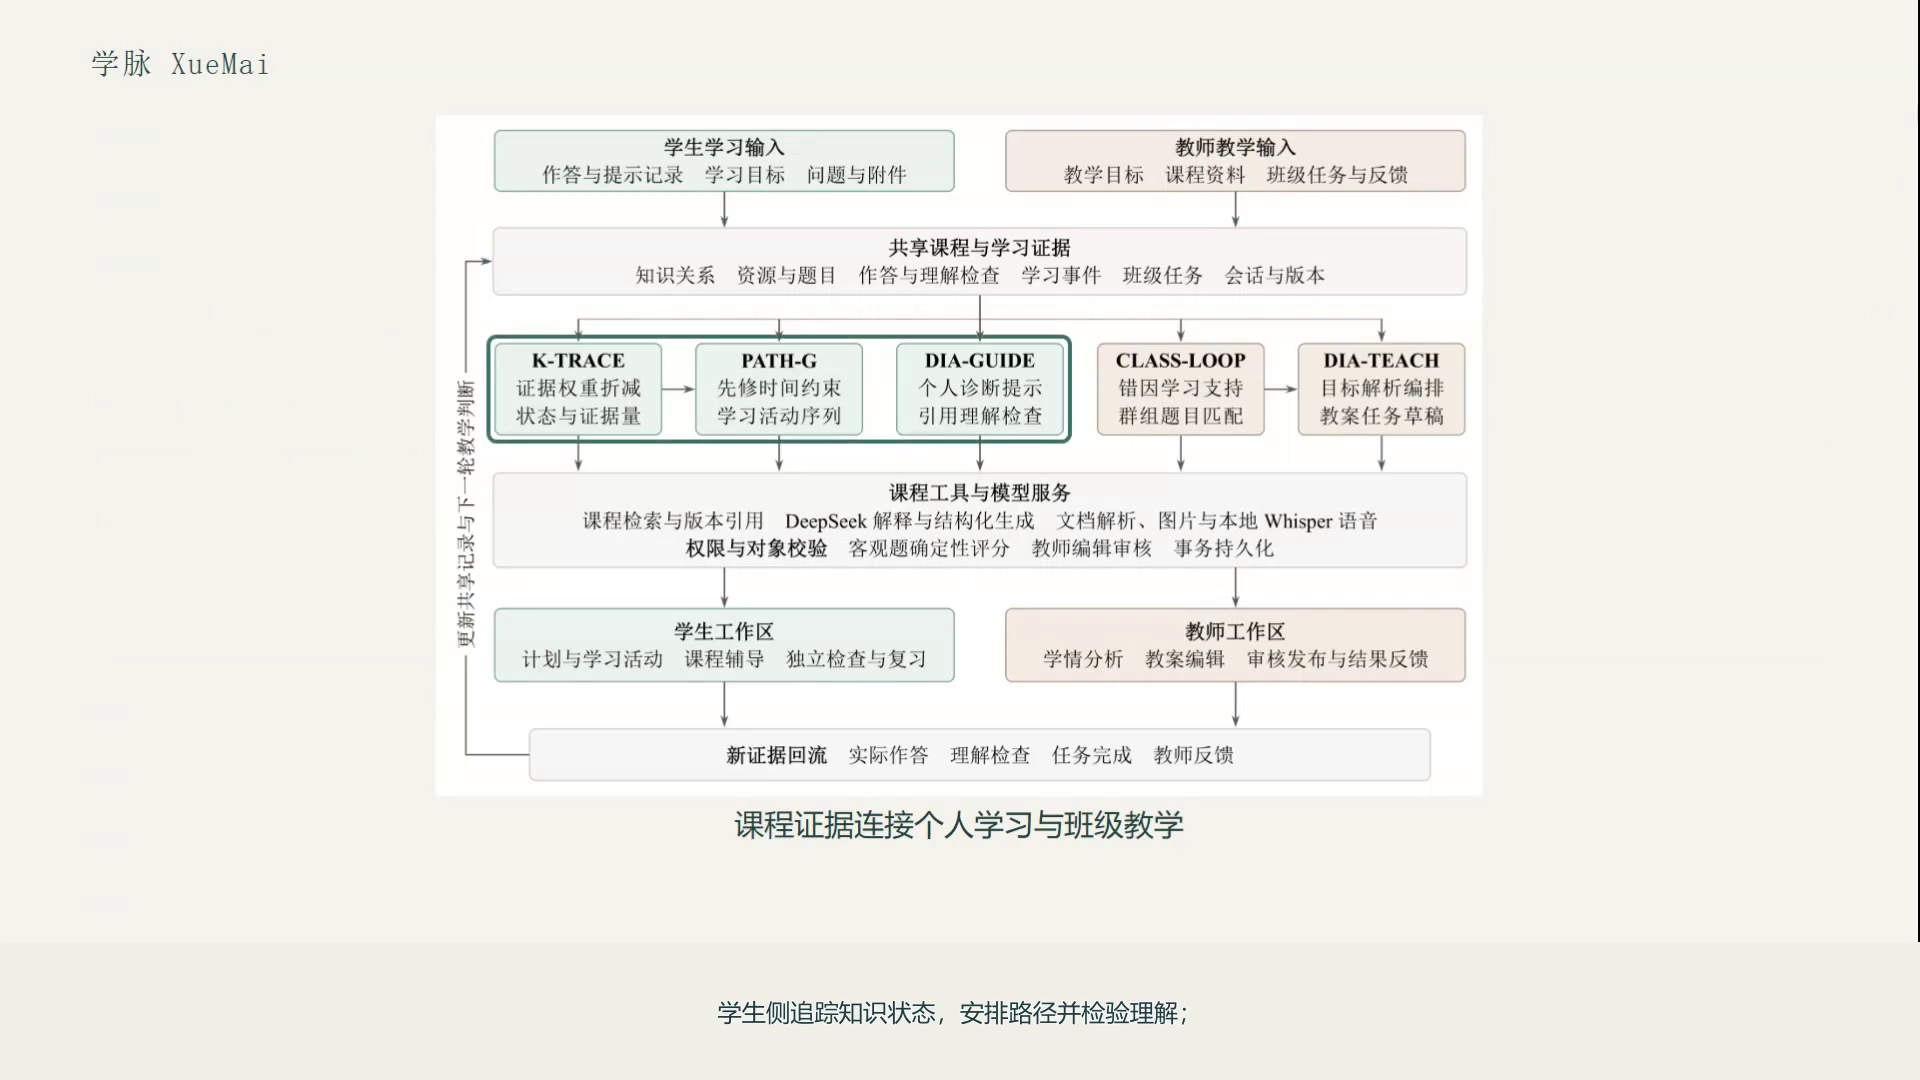 学脉 XueMai
学生学习输入
作答与提示记录 学习目标 问题与附件
教师教学输入
教学目标 课程资料 班级任务与反馈
共享课程与学习证据
知识关系 资源与题目 作答与理解检查 学习事件 班级任务 会话与版本
K-TRACE
证据权重折减
状态与证据量
PATH-G
先修时间约束
学习活动序列
DIA-GUIDE
个人诊断提示
引用理解检查
CLASS-LOOP
错因学习支持
群组题目匹配
DIA-TEACH
目标解析编排
教案任务草稿
更新共享记录与下一轮教学判断
课程工具与模型服务
课程检索与版本引用 DeepSeek 解释与结构化生成 文档解析、图片与本地 Whisper 语音
权限与对象校验 客观题确定性评分 教师编辑审核 事务持久化
学生工作区
计划与学习活动 课程辅导 独立检查与复习
教师工作区
学情分析 教案编辑 审核发布与结果反馈
新证据回流 实际作答 理解检查 任务完成 教师反馈
课程证据连接个人学习与班级教学
学生侧追踪知识状态，安排路径并检验理解；